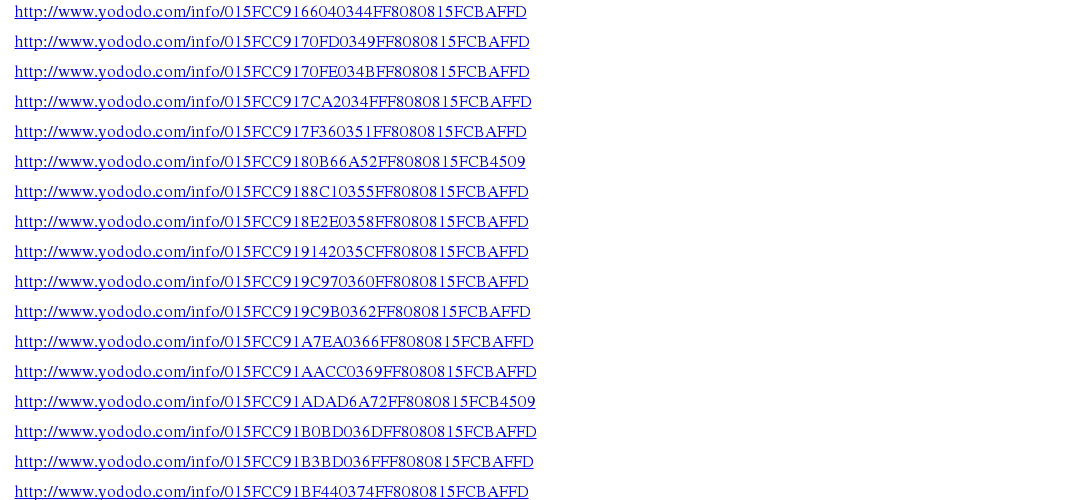 http://www.yododo.com/info/015FCC9166040344FF8080815FCBAFFD
http://www.yododo.com/info/015FCC9170FD0349FF8080815FCBAFFD
http://www.yododo.com/info/015FCC9170FE034BFF8080815FCBAFFD
http://www.yododo.com/info/015FCC917CA2034FFF8080815FCBAFFD
http://www.yododo.com/info/015FCC917F360351FF8080815FCBAFFD
http://www.yododo.com/info/015FCC9180B66A52FF8080815FCB4509
http://www.yododo.com/info/015FCC9188C10355FF8080815FCBAFFD
http://www.yododo.com/info/015FCC918E2E0358FF8080815FCBAFFD
http://www.yododo.com/info/015FCC919142035CFF8080815FCBAFFD
http://www.yododo.com/info/015FCC919C970360FF8080815FCBAFFD
http://www.yododo.com/info/015FCC919C9B0362FF8080815FCBAFFD
http://www.yododo.com/info/015FCC91A7EA0366FF8080815FCBAFFD
http://www.yododo.com/info/015FCC91AACC0369FF8080815FCBAFFD
http://www.yododo.com/info/015FCC91ADAD6A72FF8080815FCB4509
http://www.yododo.com/info/015FCC91B0BD036DFF8080815FCBAFFD
http://www.yododo.com/info/015FCC91B3BD036FFF8080815FCBAFFD
http://www.yododo.com/info/015FCC91BF440374FF8080815FCBAFFD